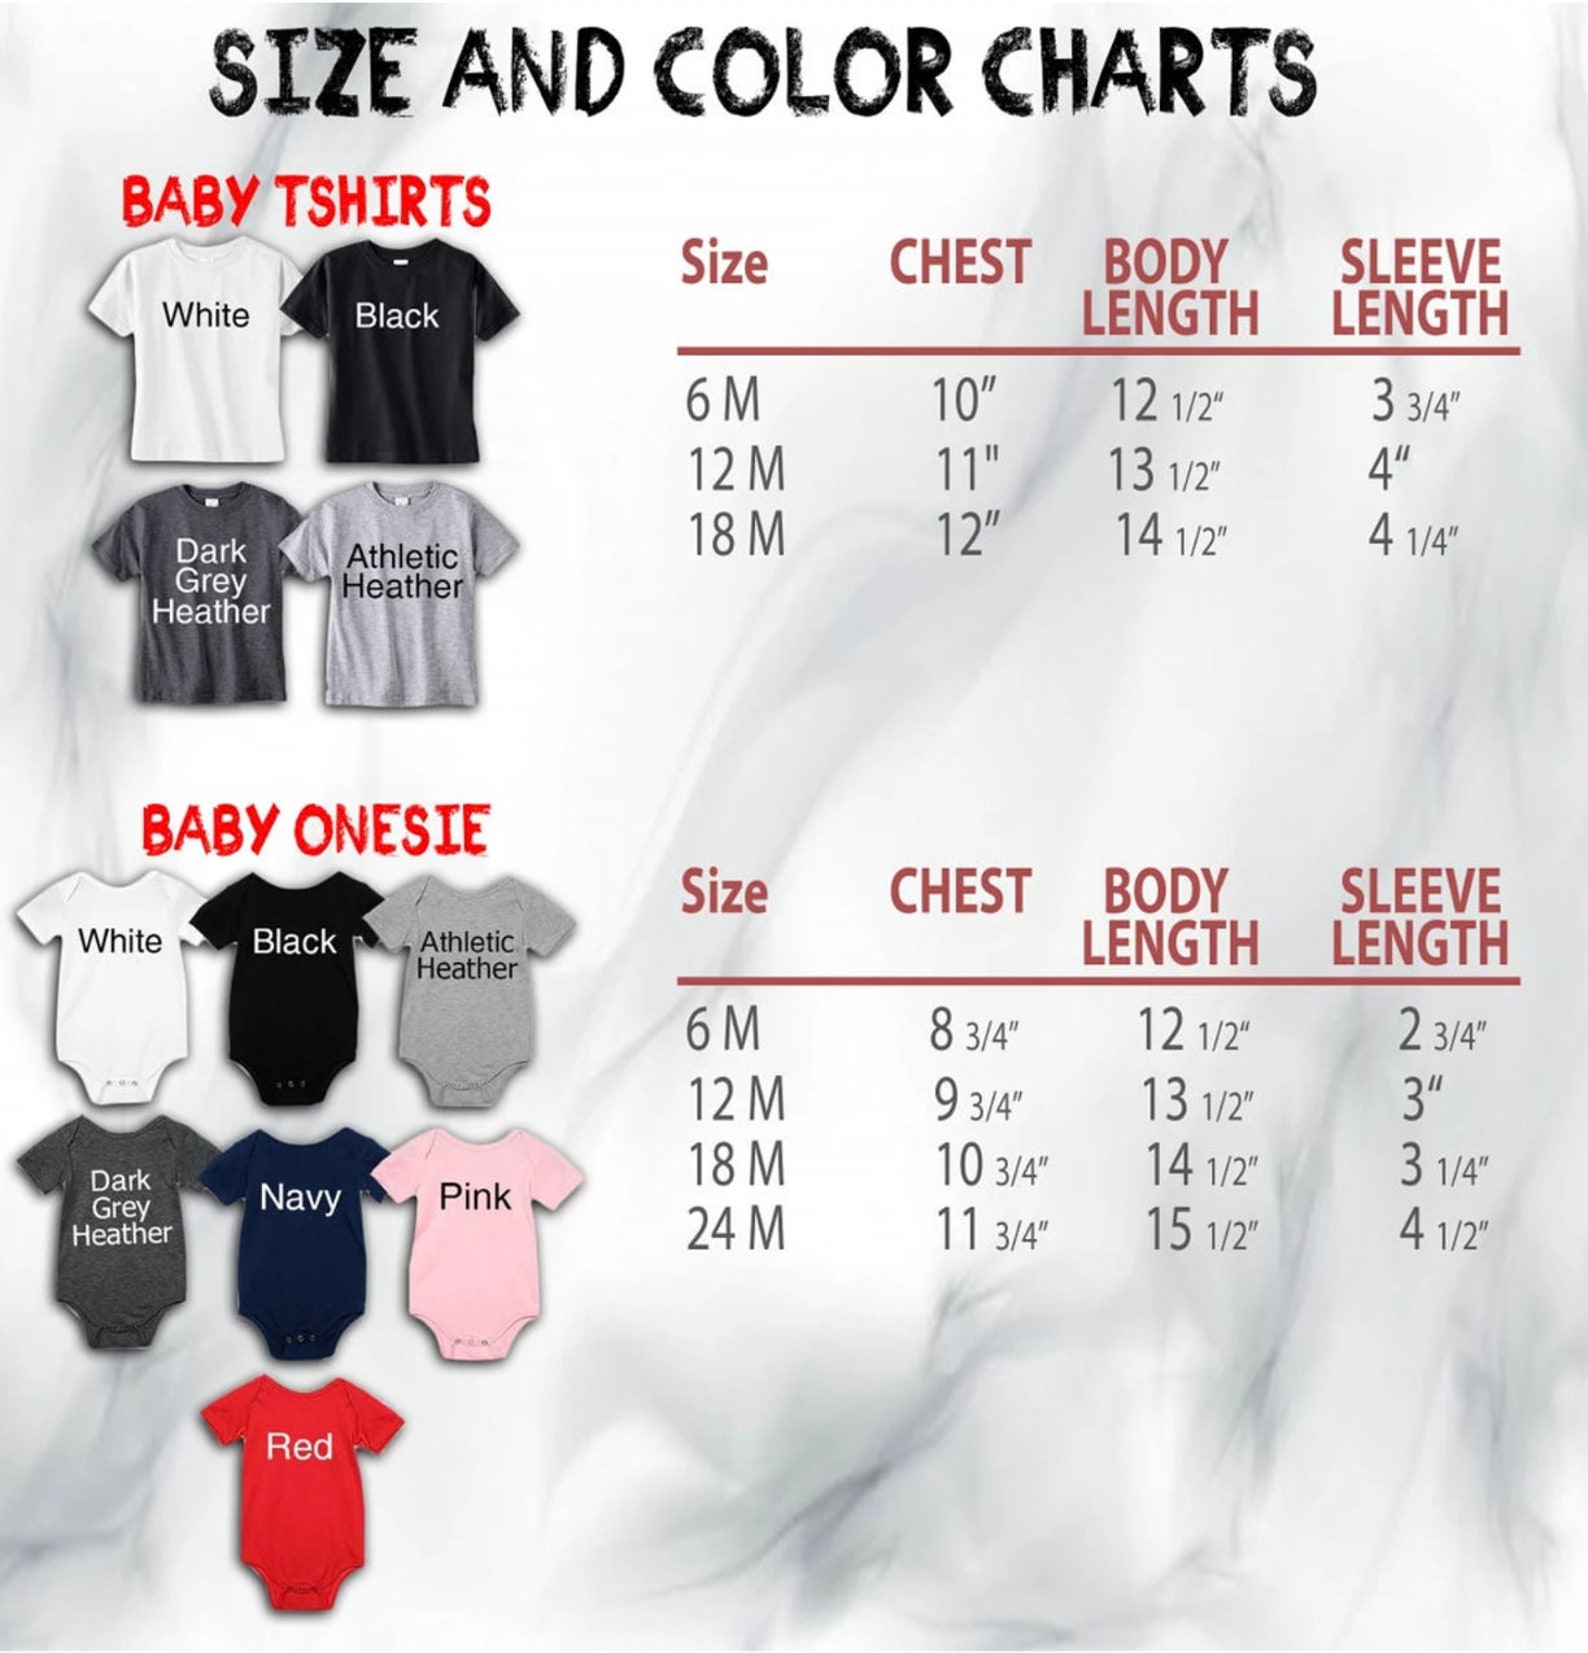 SIZE AND COLOR CHARTS
BABY TSHIRTS
White
Black
Dark
Grey
Heather
Athletic
Heather
Size CHEST BODY LENGTH SLEEVE LENGTH
6 M 10” 12 1/2“ 3 3/4”
12 M 11" 13 1/2” 4“
18 M 12” 14 1/2” 4 1/4”
BABY ONESIE
White
Black
Athletic
Heather
Dark
Grey
Heather
Navy
Pink
Red
Size CHEST BODY LENGTH SLEEVE LENGTH
6 M 8 3/4” 12 1/2“ 2 3/4”
12 M 9 3/4” 13 1/2” 3“
18 M 10 3/4” 14 1/2” 3 1/4”
24 M 11 3/4” 15 1/2” 4 1/2”